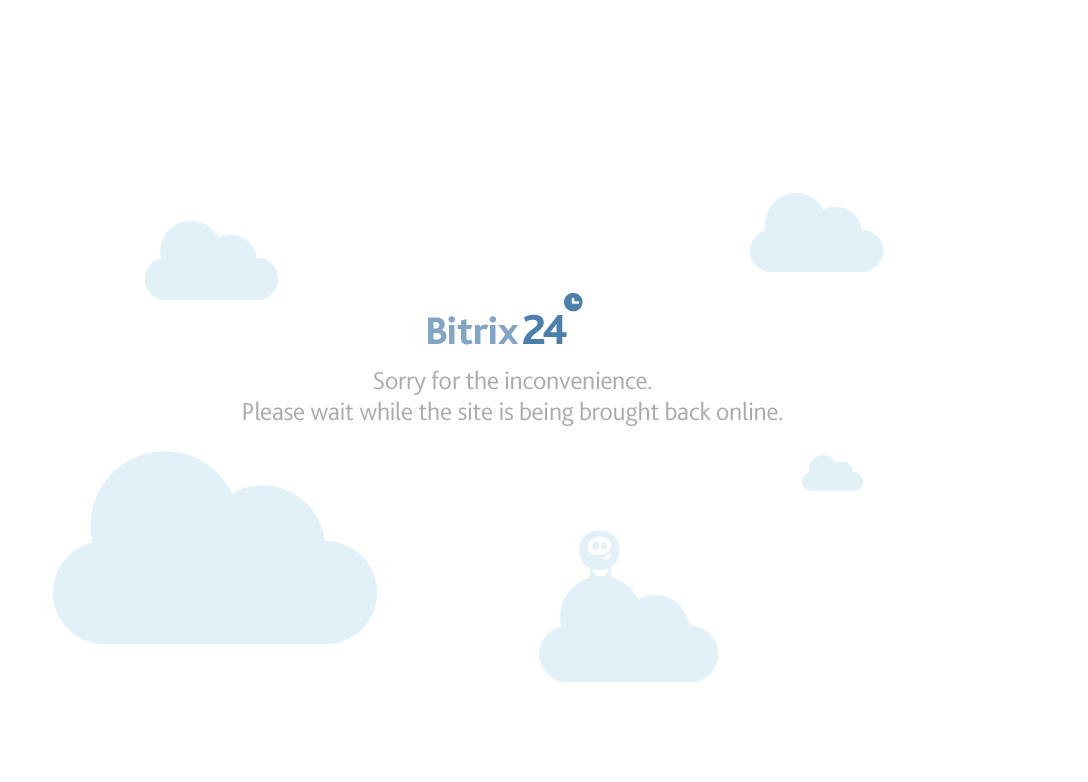 Bitrix24
Sorry for the inconvenience.
Please wait while the site is being brought back online.